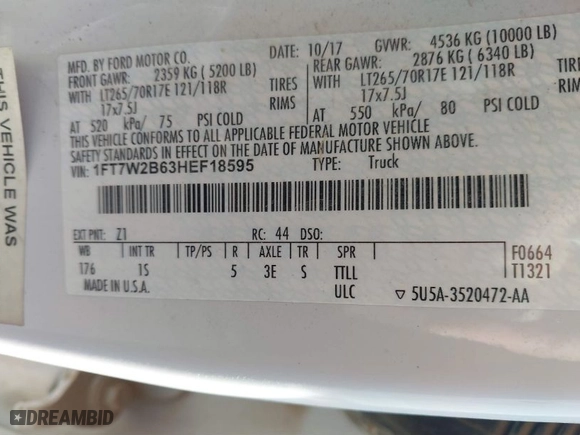 THIS VEHICLE WAS
MFD. BY FORD MOTOR CO. DATE: 10/17 GVWR: 4536 KG (10000 LB)
FRONT GAWR: 2359 KG ( 5200 LB) REAR GAWR: 2876 KG ( 6340 LB)
WITH LT265/70R17E 121/118R TIRES WITH LT265/70R17E 121/118R
17x7.5J RIMS 17x7.5J
AT 520 kPa/ 75 PSI COLD AT 550 kPa/ 80 PSI COLD
THIS VEHICLE CONFORMS TO ALL APPLICABLE FEDERAL MOTOR VEHICLE
SAFETY STANDARDS IN EFFECT ON THE DATE OF MANUFACTURE SHOWN ABOVE.
VIN: 1FT7W2B63HEF18595 TYPE: Truck
EXT PNT: Z1 RC: 44 DSO:
WB INT TR TP/PS R AXLE TR SPR F0664
176 1S 5 3E S TTLL T1321
MADE IN U.S.A. ULC ▽ 5U5A-3520472-AA
DREAMBID